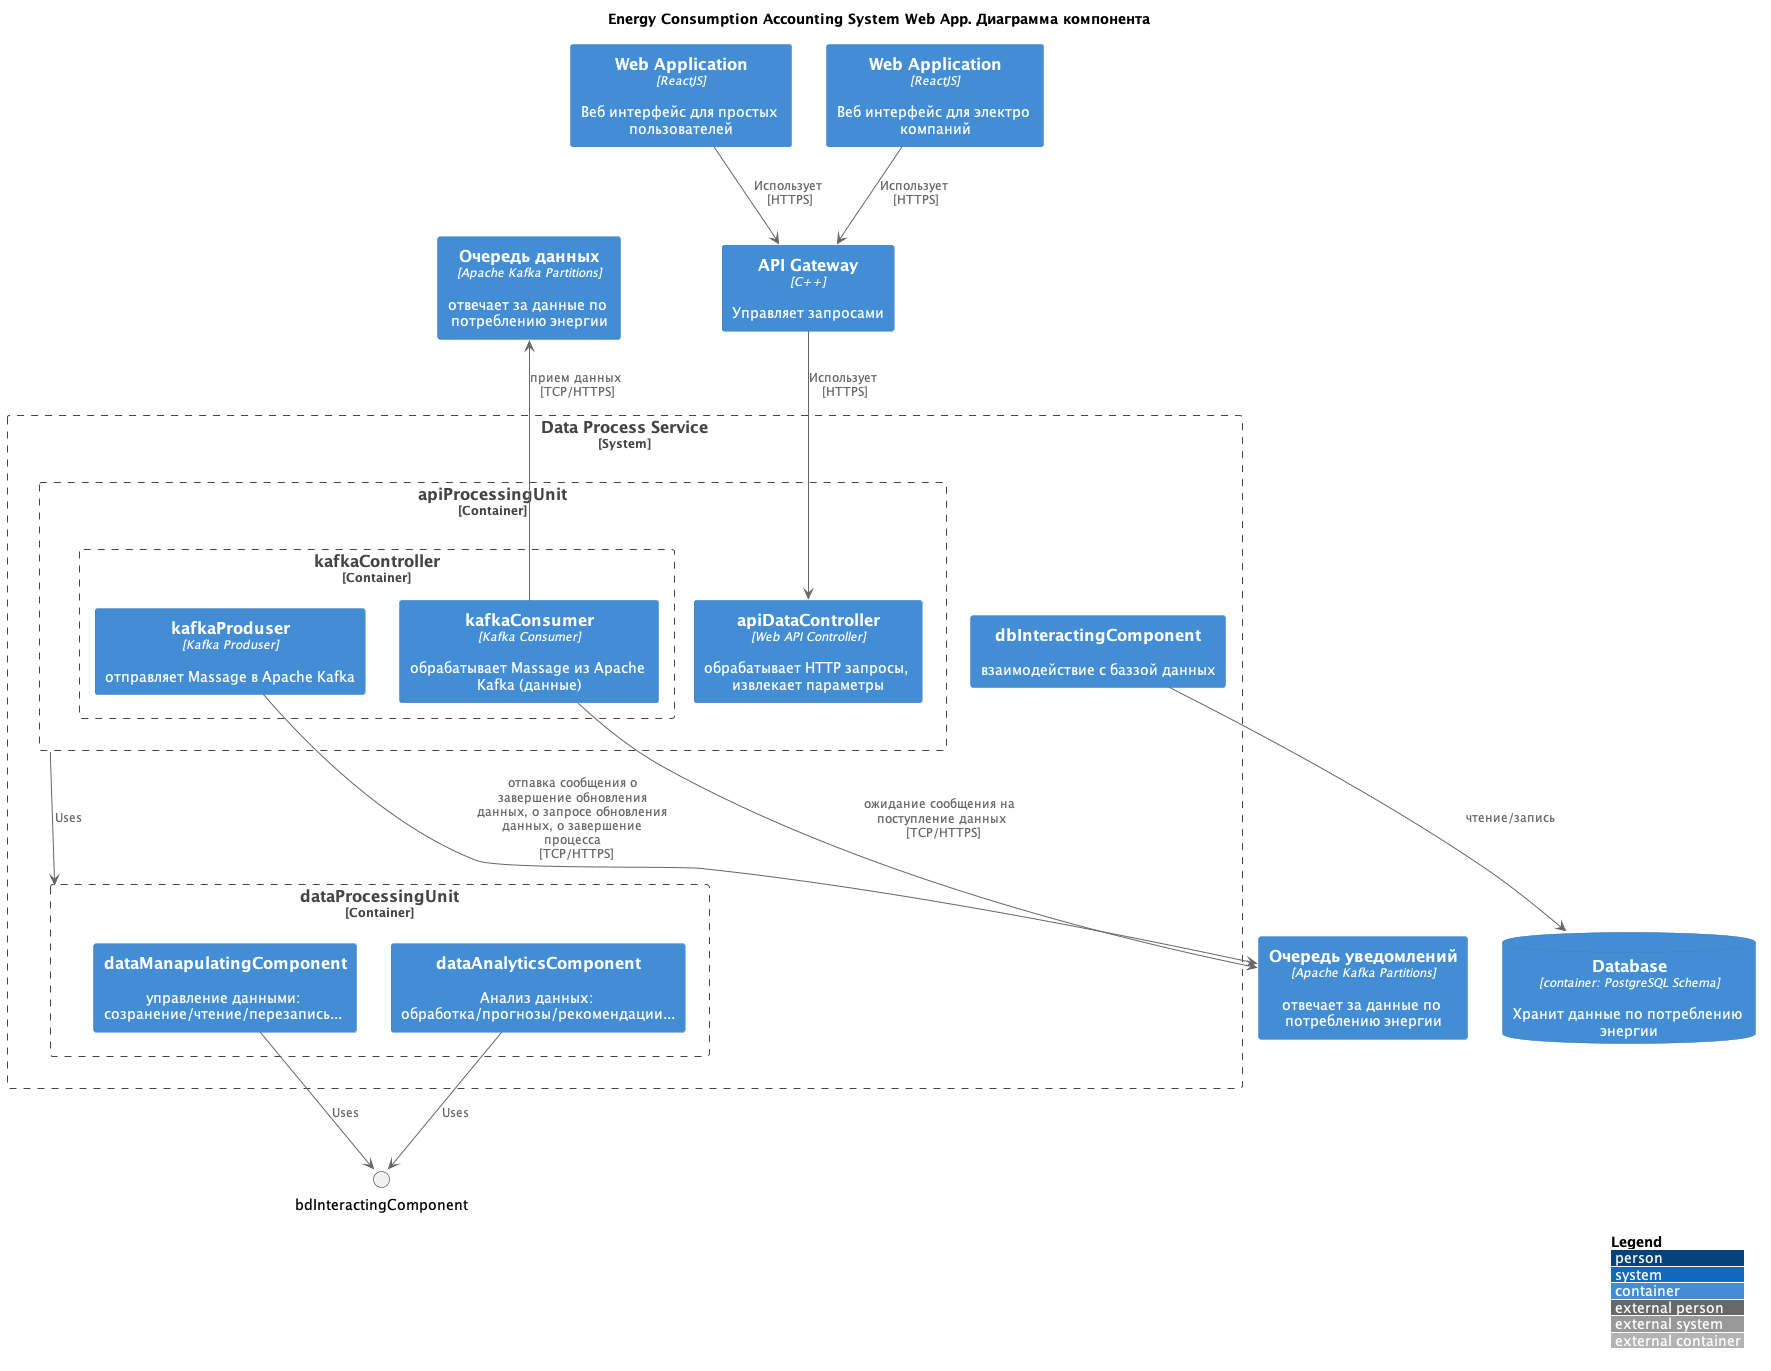 Energy Consumption Accounting System Web App. Диаграмма компонента
Web Application
[ReactJS]
Веб интерфейс для простых
пользователей
Web Application
[ReactJS]
Веб интерфейс для электро
компаний
Использует
[HTTPS]
Использует
[HTTPS]
Очередь данных
[Apache Kafka Partitions]
отвечает за данные по
потреблению энергии
API Gateway
[C++]
Управляет запросами
прием данных
[TCP/HTTPS]
Использует
[HTTPS]
Data Process Service
[System]
apiProcessingUnit
[Container]
kafkaController
[Container]
kafkaProduser
[Kafka Produser]
отправляет Massage в Apache Kafka
kafkaConsumer
[Kafka Consumer]
обрабатывает Massage из Apache
Kafka (данные)
apiDataController
[Web API Controller]
обрабатывает HTTP запросы,
извлекает параметры
dbInteractingComponent
взаимодействие с баззой данных
Uses
отпавка сообщения о
завершение обновления
данных, о запросе обновления
данных, о завершение
процесса
[TCP/HTTPS]
ожидание сообщения на
поступление данных
[TCP/HTTPS]
чтение/запись
dataProcessingUnit
[Container]
dataManapulatingComponent
управление данными:
созранение/чтение/перезапись...
dataAnalyticsComponent
Анализ данных:
обработка/прогнозы/рекомендации...
Очередь уведомлений
[Apache Kafka Partitions]
отвечает за данные по
потреблению энергии
Database
[container: PostgreSQL Schema]
Хранит данные по потреблению
энергии
Uses
Uses
bdInteractingComponent
Legend
person
system
container
external person
external system
external container